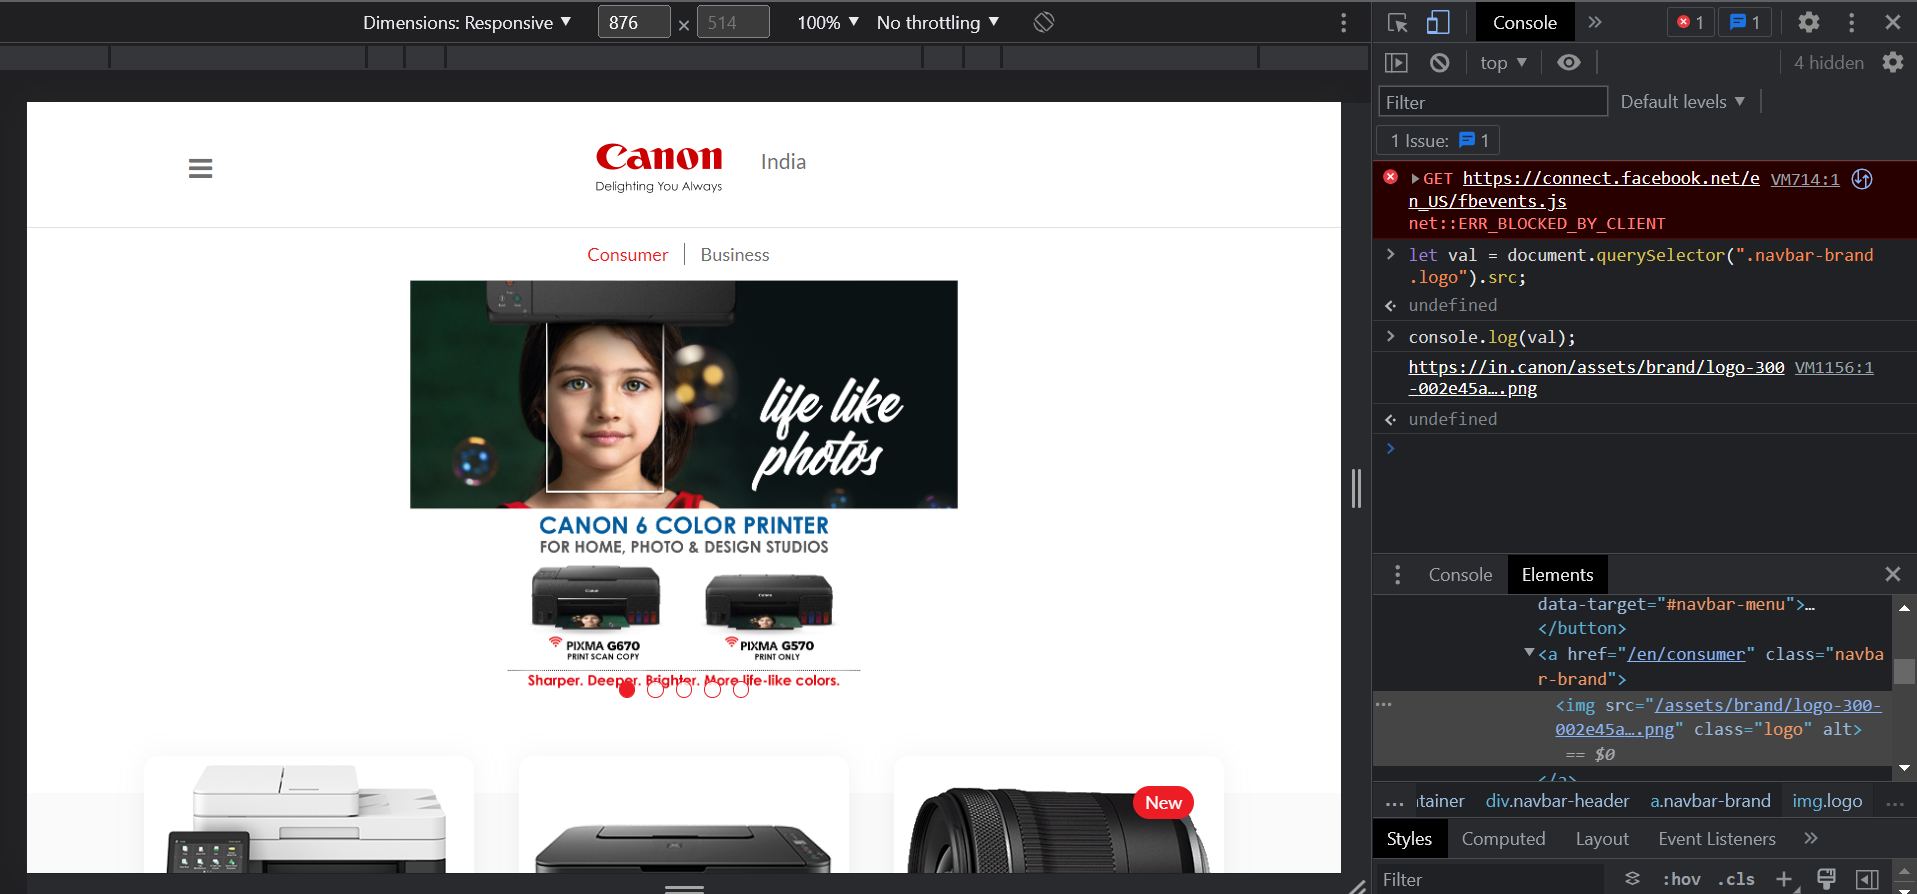 Dimensions: Responsive ▼ 876 × 514 100% ▼ No throttling ▼
Console » 1 1
top ▼ 4 hidden
Filter Default levels ▼
1 Issue: 1
GET https://connect.facebook.net/e VM714:1
n_US/fbevents.js
net::ERR_BLOCKED_BY_CLIENT
let val = document.querySelector(".navbar-brand
.logo").src;
undefined
console.log(val);
https://in.canon/assets/brand/logo-300 VM1156:1
-002e45a….png
undefined
Canon India
Delighting You Always
Consumer Business
life like
photos
CANON 6 COLOR PRINTER
FOR HOME, PHOTO & DESIGN STUDIOS
PIXMA G670
PRINT SCAN COPY
PIXMA G570
PRINT ONLY
Sharper. Deeper. Brighter. More life-like colors.
New
Console Elements
data-target="#navbar-menu">…
</button>
<a href="/en/consumer" class="navba
r-brand">
<img src="/assets/brand/logo-300-
002e45a….png" class="logo" alt>
== $0
</a>
... tainer div.navbar-header a.navbar-brand img.logo ...
Styles Computed Layout Event Listeners »
Filter :hov .cls +